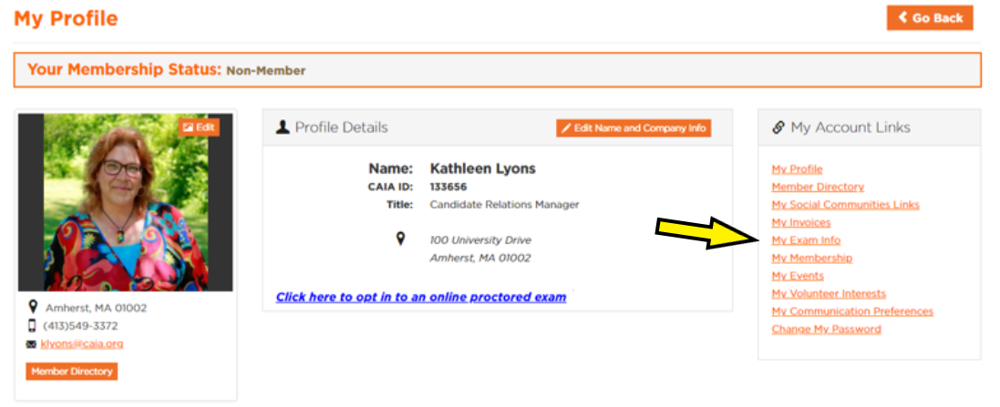 My Profile
Go Back
Your Membership Status: Non-Member
Edit
Amherst, MA 01002
(413)549-3372
klyons@caia.org
Member Directory
Profile Details
Edit Name and Company Info
Name: Kathleen Lyons
CAIA ID: 133656
Title: Candidate Relations Manager
100 University Drive
Amherst, MA 01002
Click here to opt in to an online proctored exam
My Account Links
My Profile
Member Directory
My Social Communities Links
My Invoices
My Exam Info
My Membership
My Events
My Volunteer Interests
My Communication Preferences
Change My Password